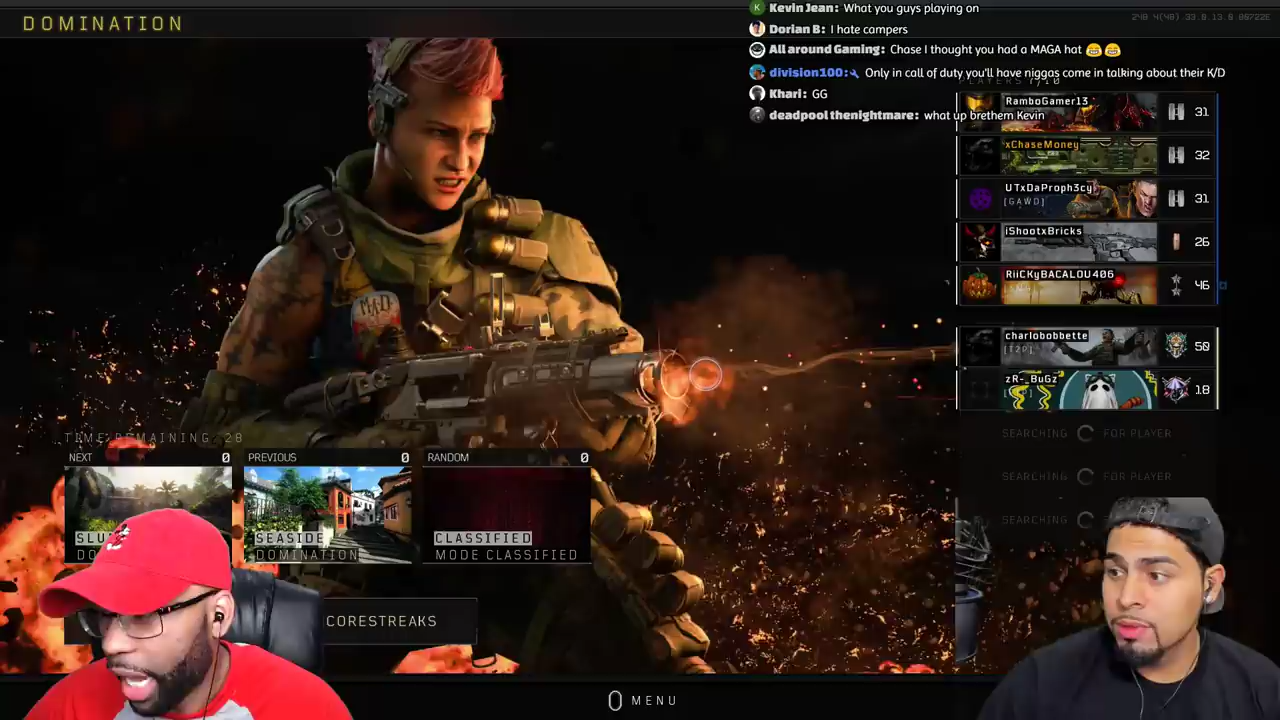 DOMINATION
Kevin Jean: What you guys playing on
Dorian B: I hate campers
All around Gaming: Chase I thought you had a MAGA hat 😂 😂
division100: Only in call of duty you'll have niggas come in talking about their K/D
Khari: GG
deadpool thenightmare: what up brethem Kevin
RamboGamer13
31
xChaseMoney
32
UTxDaProph3cy
[GAWD]
31
iShootxBricks
26
RiiCKyBACALOU406
46
charlobobbette
[T2P]
50
zR-_BuGz
18
SEARCHING FOR PLAYER
SEARCHING FOR PLAYER
SEARCHING
TIME REMAINING: 28
NEXT 0
PREVIOUS 0
RANDOM 0
SEASIDE
DOMINATION
CLASSIFIED
MODE CLASSIFIED
CORESTREAKS
MENU